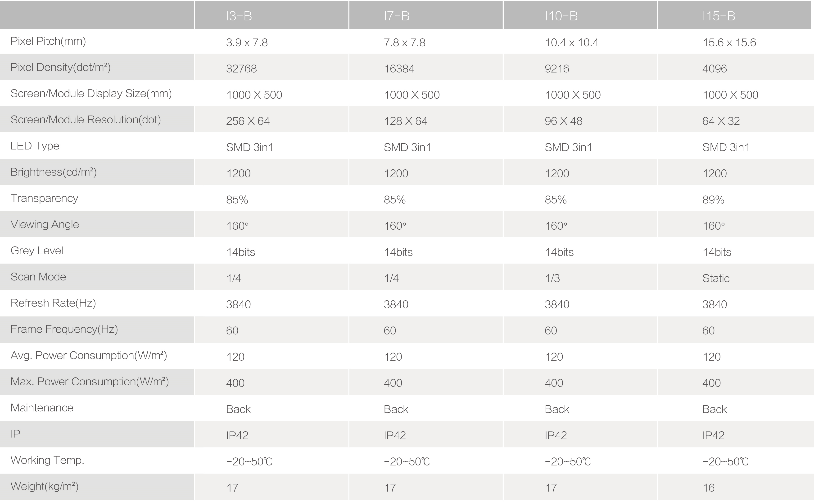 I3-B I7-B I10-B I15-B
Pixel Pitch(mm) 3.9 x 7.8 7.8 x 7.8 10.4 x 10.4 15.6 x 15.6
Pixel Density(dot/m²) 32768 16384 9216 4096
Screen/Module Display Size(mm) 1000 X 500 1000 X 500 1000 X 500 1000 X 500
Screen/Module Resolution(dot) 256 X 64 128 X 64 96 X 48 64 X 32
LED Type SMD 3in1 SMD 3in1 SMD 3in1 SMD 3in1
Brightness(cd/m²) 1200 1200 1200 1200
Transparency 85% 85% 85% 89%
Viewing Angle 160° 160° 160° 160°
Grey Level 14bits 14bits 14bits 14bits
Scan Mode 1/4 1/4 1/3 Static
Refresh Rate(Hz) 3840 3840 3840 3840
Frame Frequency(Hz) 60 60 60 60
Avg. Power Consumption(W/m²) 120 120 120 120
Max. Power Consumption(W/m²) 400 400 400 400
Maintenance Back Back Back Back
IP IP42 IP42 IP42 IP42
Working Temp. -20~50℃ -20~50℃ -20~50℃ -20~50℃
Weight(kg/m²) 17 17 17 16